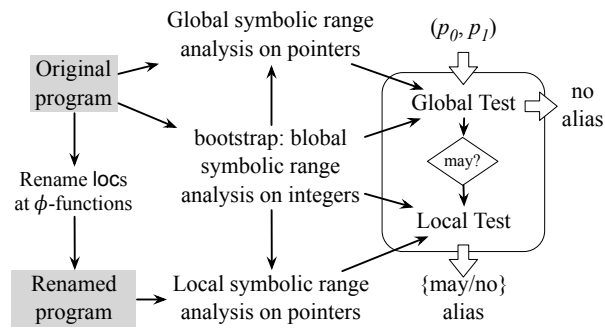 Global symbolic range
analysis on pointers
(p0, p1)
Original
program
Global Test
no
alias
bootstrap: blobal
symbolic range
analysis on integers
may?
Rename locs
at ϕ-functions
Local Test
Renamed
program
Local symbolic range
analysis on pointers
{may/no}
alias